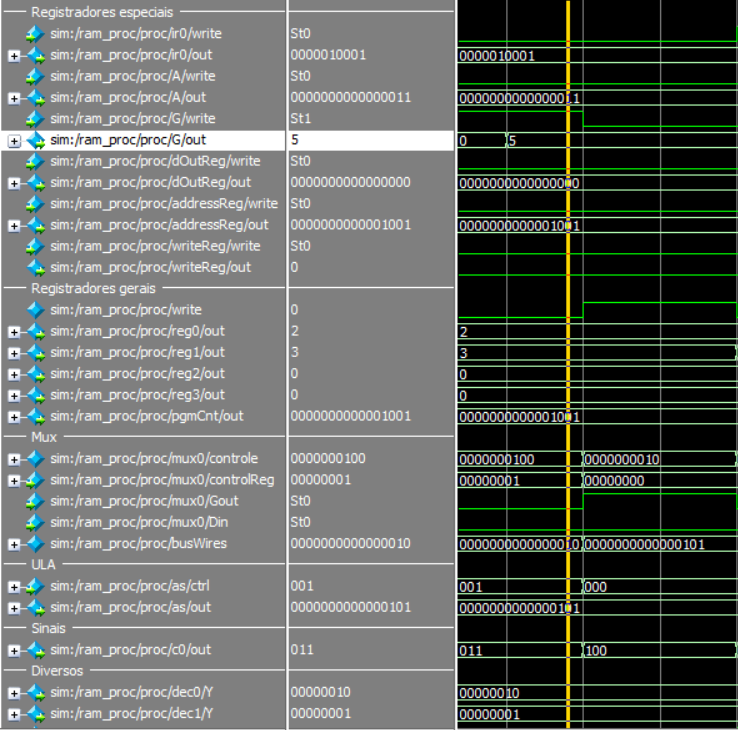 Registradores especiais
sim:/ram_proc/proc/ir0/write St0
sim:/ram_proc/proc/ir0/out 0000010001 0000010001
sim:/ram_proc/proc/A/write St0
sim:/ram_proc/proc/A/out 0000000000000011 0000000000000011
sim:/ram_proc/proc/G/write St1
sim:/ram_proc/proc/G/out 5 0 5
sim:/ram_proc/proc/dOutReg/write St0
sim:/ram_proc/proc/dOutReg/out 0000000000000000 0000000000000000
sim:/ram_proc/proc/addressReg/write St0
sim:/ram_proc/proc/addressReg/out 0000000000001001 0000000000001001
sim:/ram_proc/proc/writeReg/write St0
sim:/ram_proc/proc/writeReg/out 0
Registradores gerais
sim:/ram_proc/proc/write 0
sim:/ram_proc/proc/reg0/out 2 2
sim:/ram_proc/proc/reg1/out 3 3
sim:/ram_proc/proc/reg2/out 0 0
sim:/ram_proc/proc/reg3/out 0 0
sim:/ram_proc/proc/pgmCnt/out 0000000000001001 0000000000001001
Mux
sim:/ram_proc/proc/mux0/controle 0000000100 0000000100 0000000010
sim:/ram_proc/proc/mux0/controlReg 00000001 00000001 00000000
sim:/ram_proc/proc/mux0/Gout St0
sim:/ram_proc/proc/mux0/Din St0
sim:/ram_proc/proc/busWires 0000000000000010 0000000000000010 0000000000000101
ULA
sim:/ram_proc/proc/as/ctrl 001 001 000
sim:/ram_proc/proc/as/out 0000000000000101 0000000000000101
Sinais
sim:/ram_proc/proc/c0/out 011 011 100
Diversos
sim:/ram_proc/proc/dec0/Y 00000010 00000010
sim:/ram_proc/proc/dec1/Y 00000001 00000001